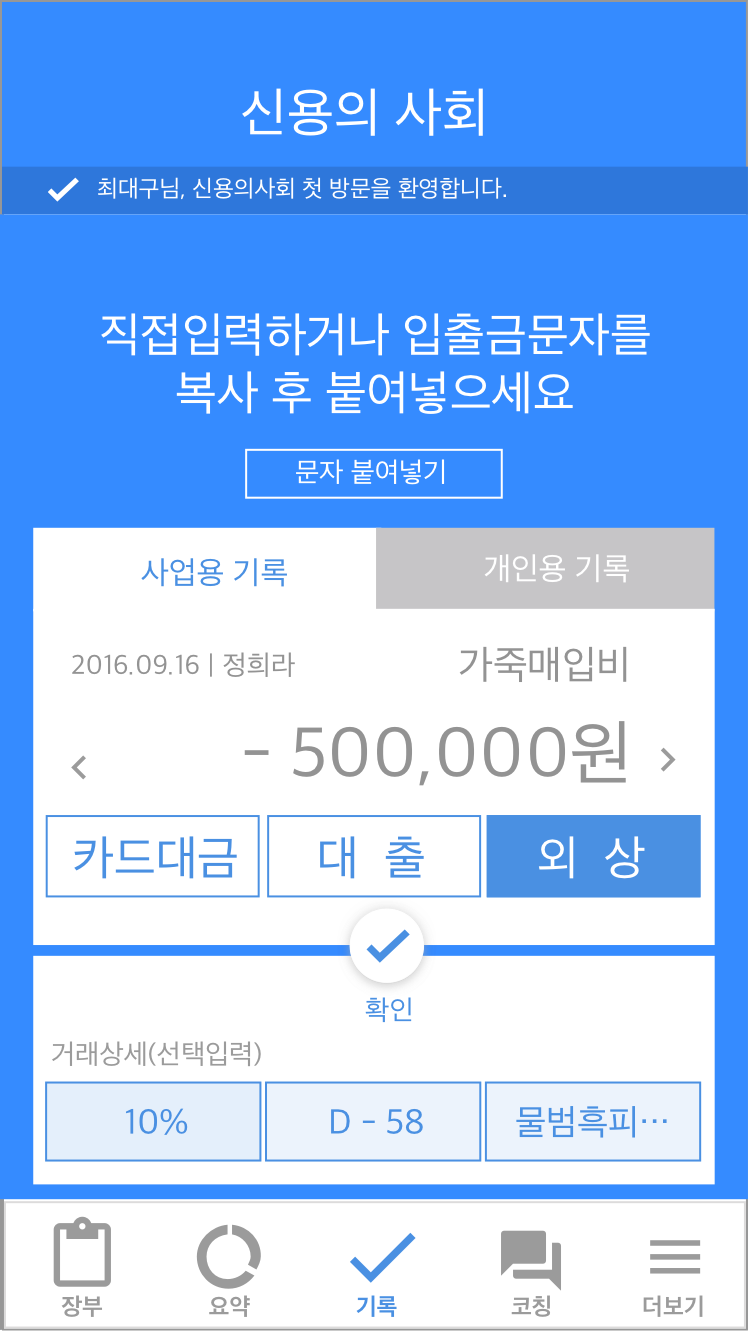 신용의 사회
최대구님, 신용의사회 첫 방문을 환영합니다.
직접입력하거나 입출금문자를
복사 후 붙여넣으세요
문자 붙여넣기
사업용 기록
개인용 기록
2016.09.16 | 정희라
가죽매입비
- 500,000원
카드대금
대 출
외 상
확인
거래상세(선택입력)
10%
D - 58
물범흑피…
장부
요약
기록
코칭
더보기